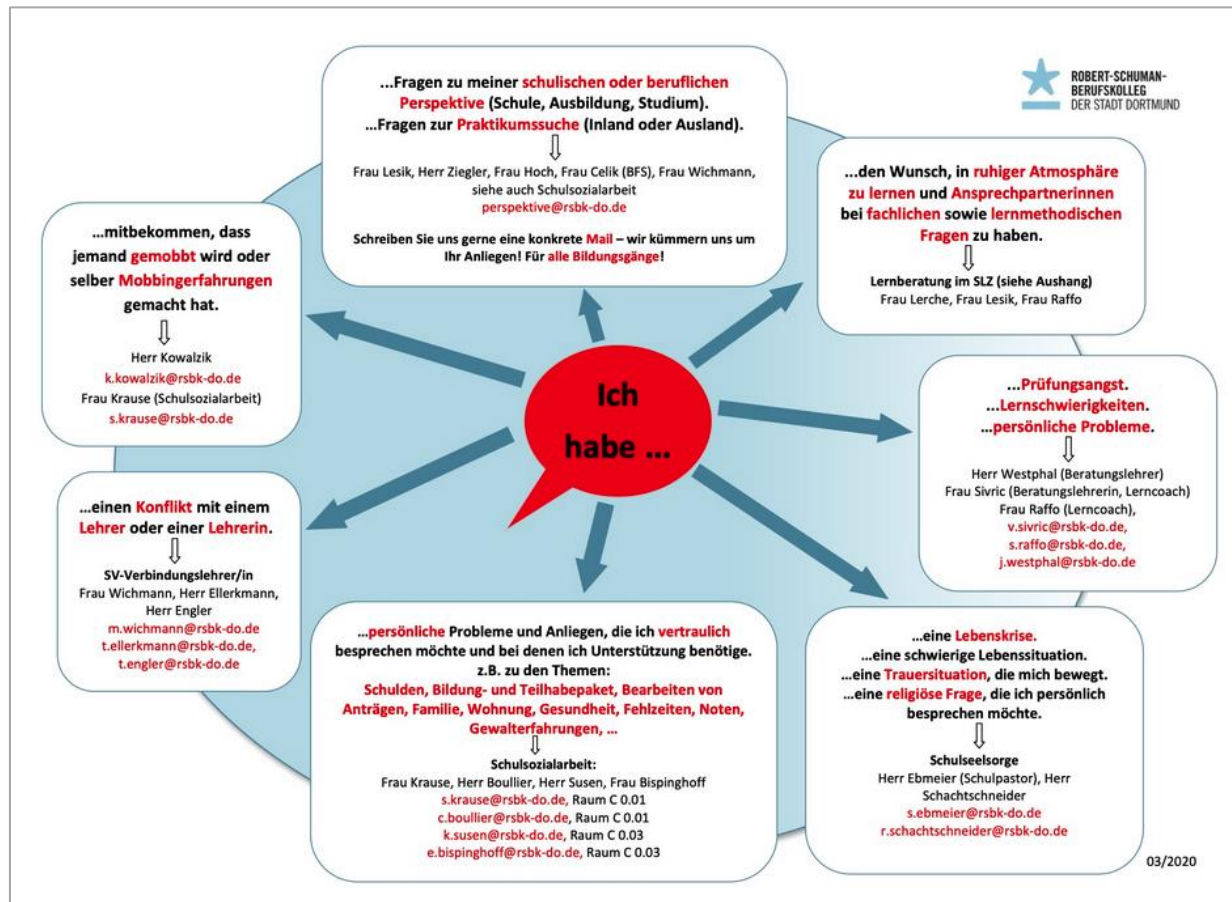 ROBERT-SCHUMAN-
BERUFSKOLLEG
DER STADT DORTMUND
Ich
habe ...
...Fragen zu meiner schulischen oder beruflichen
Perspektive (Schule, Ausbildung, Studium).
...Fragen zur Praktikumssuche (Inland oder Ausland).
Frau Lesik, Herr Ziegler, Frau Hoch, Frau Celik (BFS), Frau Wichmann,
siehe auch Schulsozialarbeit
perspektive@rsbk-do.de
Schreiben Sie uns gerne eine konkrete Mail – wir kümmern uns um
Ihr Anliegen! Für alle Bildungsgänge!
...den Wunsch, in ruhiger Atmosphäre
zu lernen und Ansprechpartnerinnen
bei fachlichen sowie lernmethodischen
Fragen zu haben.
Lernberatung im SLZ (siehe Aushang)
Frau Lerche, Frau Lesik, Frau Raffo
...Prüfungsangst.
...Lernschwierigkeiten.
...persönliche Probleme.
Herr Westphal (Beratungslehrer)
Frau Sivric (Beratungslehrerin, Lerncoach)
Frau Raffo (Lerncoach),
v.sivric@rsbk-do.de,
s.raffo@rsbk-do.de,
j.westphal@rsbk-do.de
...eine Lebenskrise.
...eine schwierige Lebenssituation.
...eine Trauersituation, die mich bewegt.
...eine religiöse Frage, die ich persönlich
besprechen möchte.
Schulseelsorge
Herr Ebmeier (Schulpastor), Herr
Schachtschneider
s.ebmeier@rsbk-do.de
r.schachtschneider@rsbk-do.de
...persönliche Probleme und Anliegen, die ich vertraulich
besprechen möchte und bei denen ich Unterstützung benötige.
z.B. zu den Themen:
Schulden, Bildung- und Teilhabepaket, Bearbeiten von
Anträgen, Familie, Wohnung, Gesundheit, Fehlzeiten, Noten,
Gewalterfahrungen, ...
Schulsozialarbeit:
Frau Krause, Herr Boullier, Herr Susen, Frau Bispinghoff
s.krause@rsbk-do.de, Raum C 0.01
c.boullier@rsbk-do.de, Raum C 0.01
k.susen@rsbk-do.de, Raum C 0.03
e.bispinghoff@rsbk-do.de, Raum C 0.03
...einen Konflikt mit einem
Lehrer oder einer Lehrerin.
SV-Verbindungslehrer/in
Frau Wichmann, Herr Ellerkmann,
Herr Engler
m.wichmann@rsbk-do.de
t.ellerkmann@rsbk-do.de,
t.engler@rsbk-do.de
...mitbekommen, dass
jemand gemobbt wird oder
selber Mobbingerfahrungen
gemacht hat.
Herr Kowalzik
k.kowalzik@rsbk-do.de
Frau Krause (Schulsozialarbeit)
s.krause@rsbk-do.de
03/2020